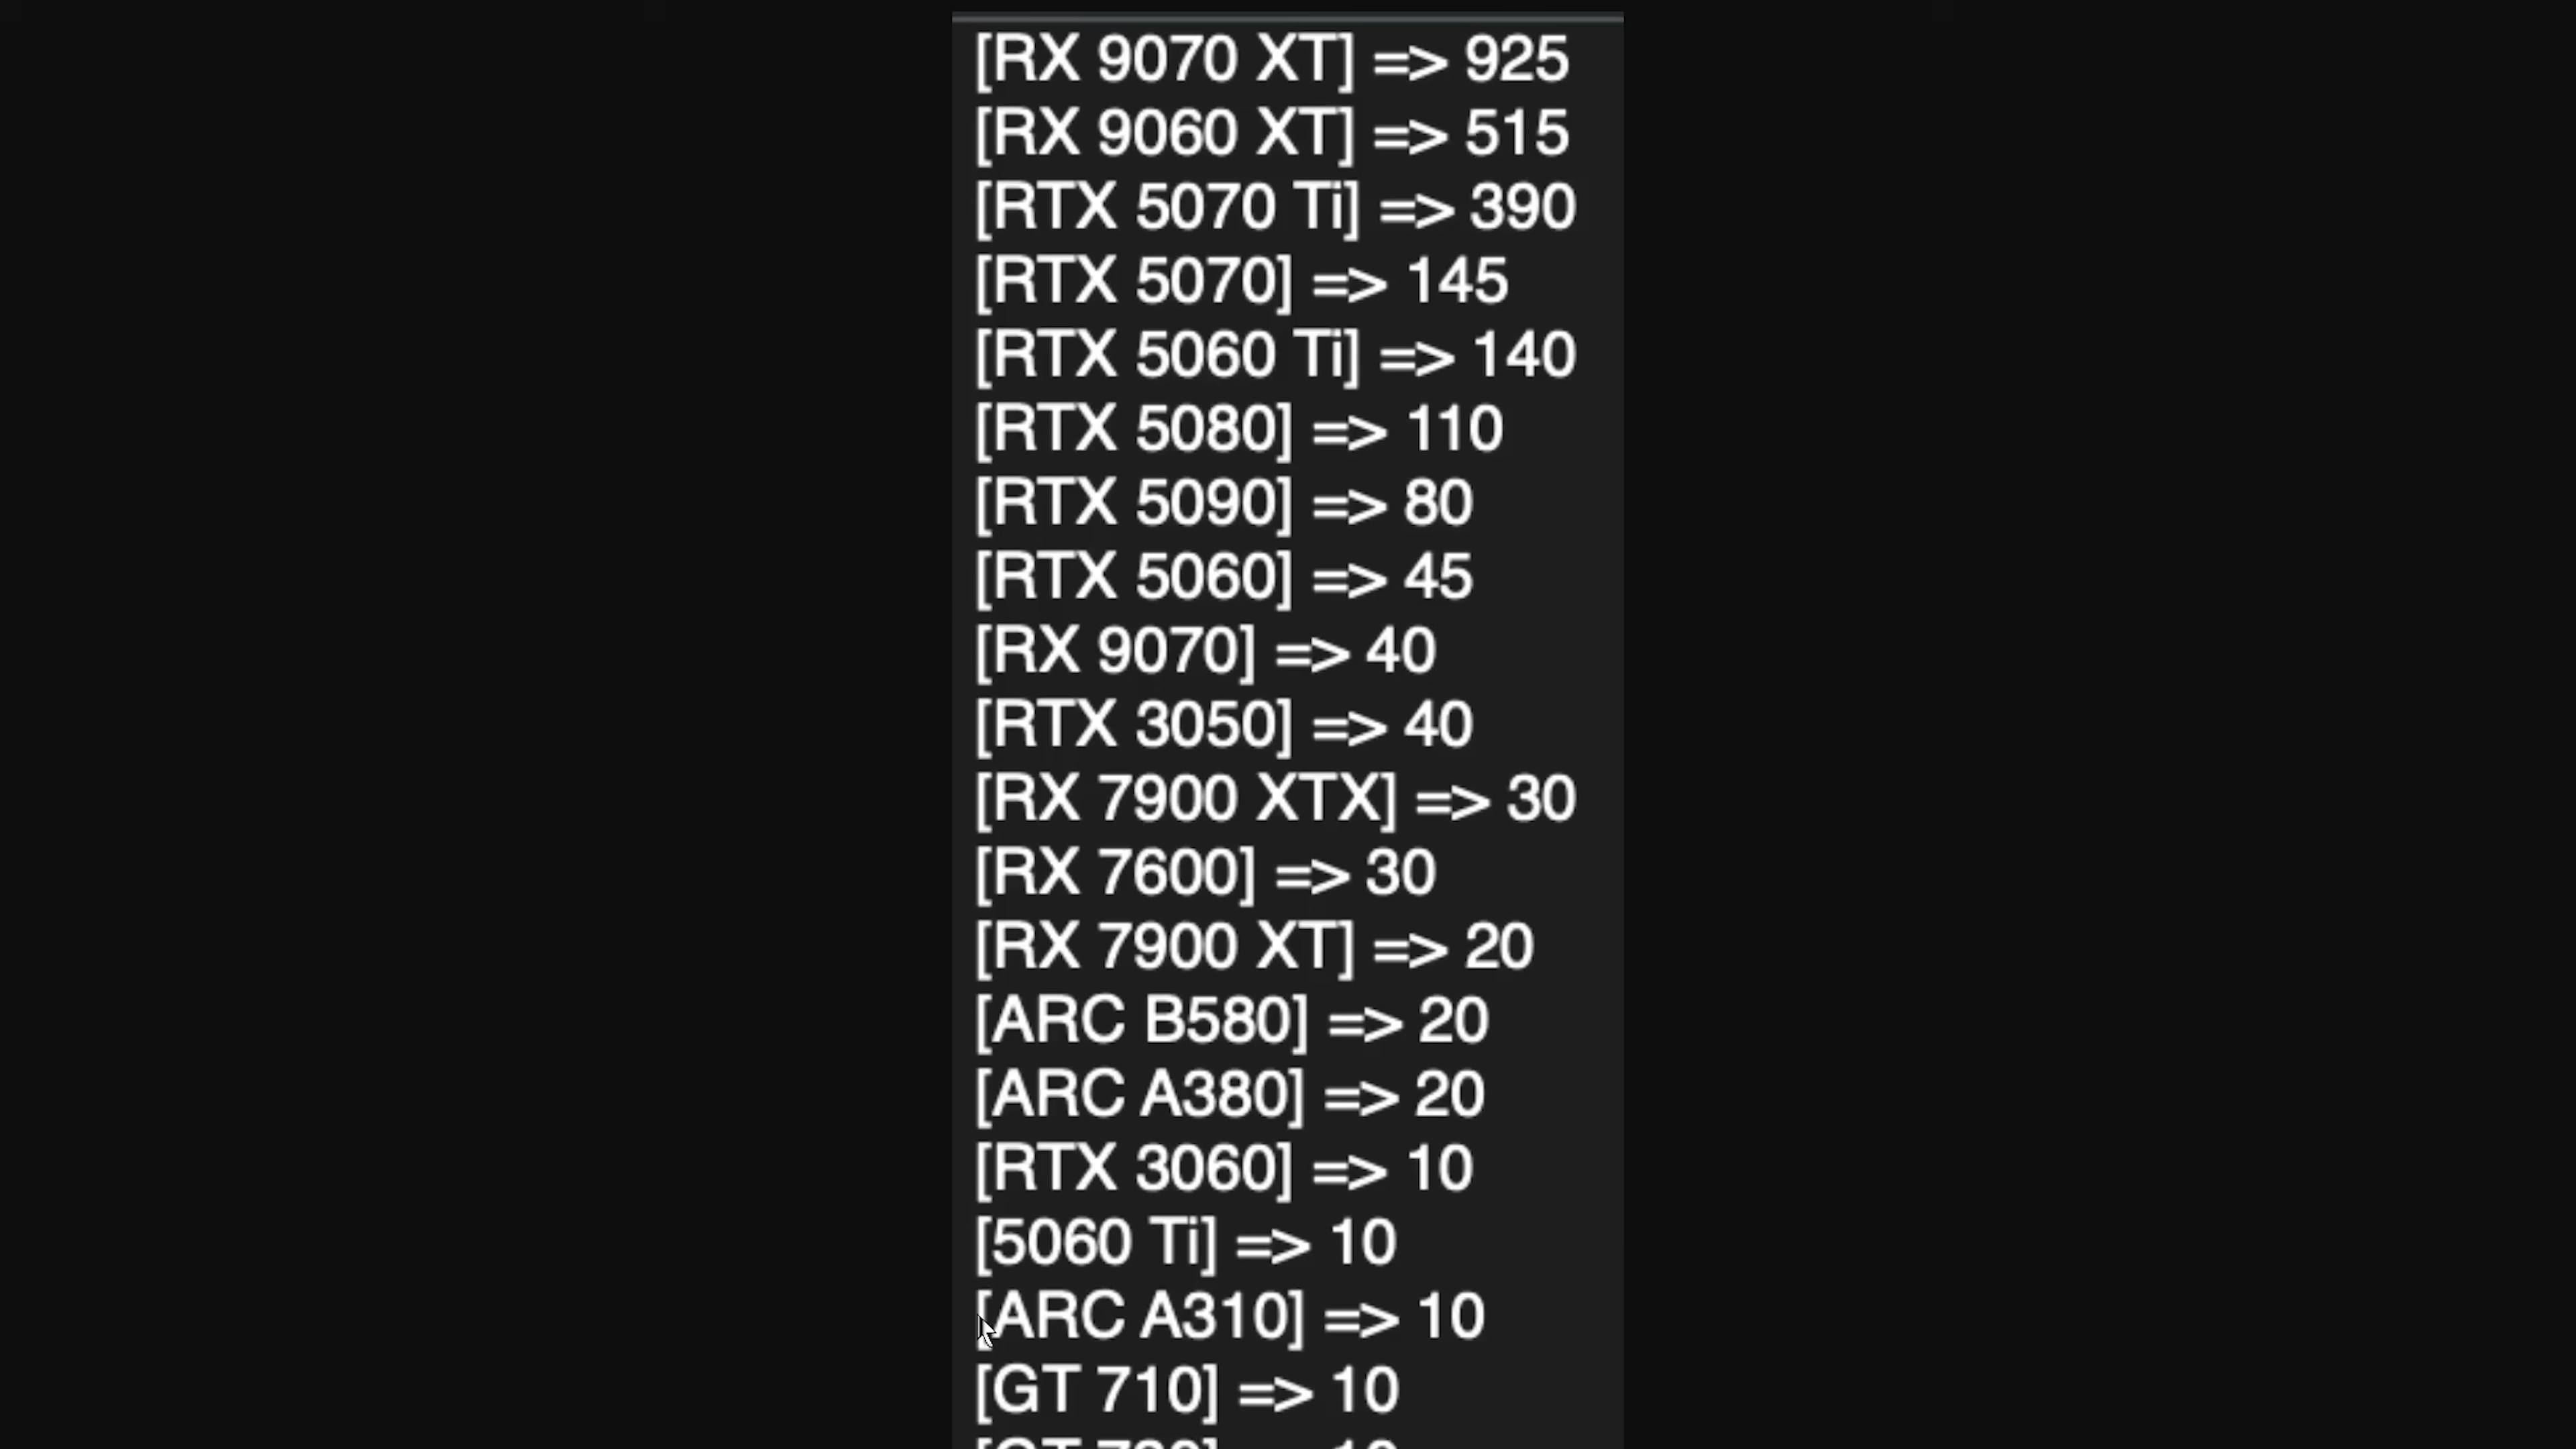 [RX 9070 XT] => 925
[RX 9060 XT] => 515
[RTX 5070 Ti] => 390
[RTX 5070] => 145
[RTX 5060 Ti] => 140
[RTX 5080] => 110
[RTX 5090] => 80
[RTX 5060] => 45
[RX 9070] => 40
[RTX 3050] => 40
[RX 7900 XTX] => 30
[RX 7600] => 30
[RX 7900 XT] => 20
[ARC B580] => 20
[ARC A380] => 20
[RTX 3060] => 10
[5060 Ti] => 10
[ARC A310] => 10
[GT 710] => 10